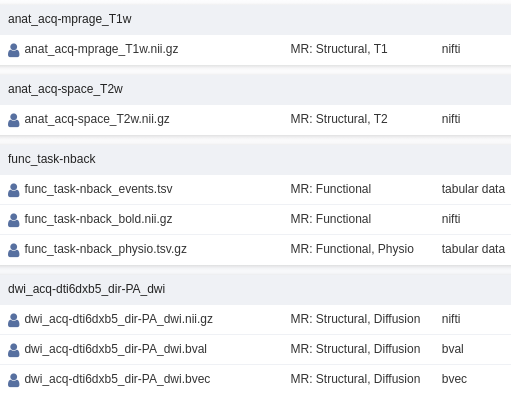 anat_acq-mprage_T1w
anat_acq-mprage_T1w.nii.gz MR: Structural, T1 nifti
anat_acq-space_T2w
anat_acq-space_T2w.nii.gz MR: Structural, T2 nifti
func_task-nback
func_task-nback_events.tsv MR: Functional tabular data
func_task-nback_bold.nii.gz MR: Functional nifti
func_task-nback_physio.tsv.gz MR: Functional, Physio tabular data
dwi_acq-dti6dxb5_dir-PA_dwi
dwi_acq-dti6dxb5_dir-PA_dwi.nii.gz MR: Structural, Diffusion nifti
dwi_acq-dti6dxb5_dir-PA_dwi.bval MR: Structural, Diffusion bval
dwi_acq-dti6dxb5_dir-PA_dwi.bvec MR: Structural, Diffusion bvec